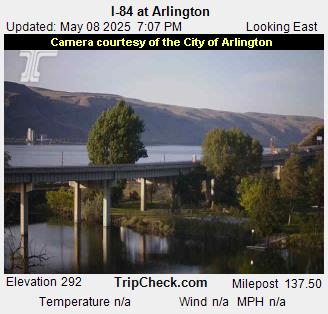 I-84 at Arlington
Updated: May 08 2025 7:07 PM Looking East
Camera courtesy of the City of Arlington
Elevation 292 TripCheck.com Milepost 137.50
Temperature n/a Wind n/a MPH n/a